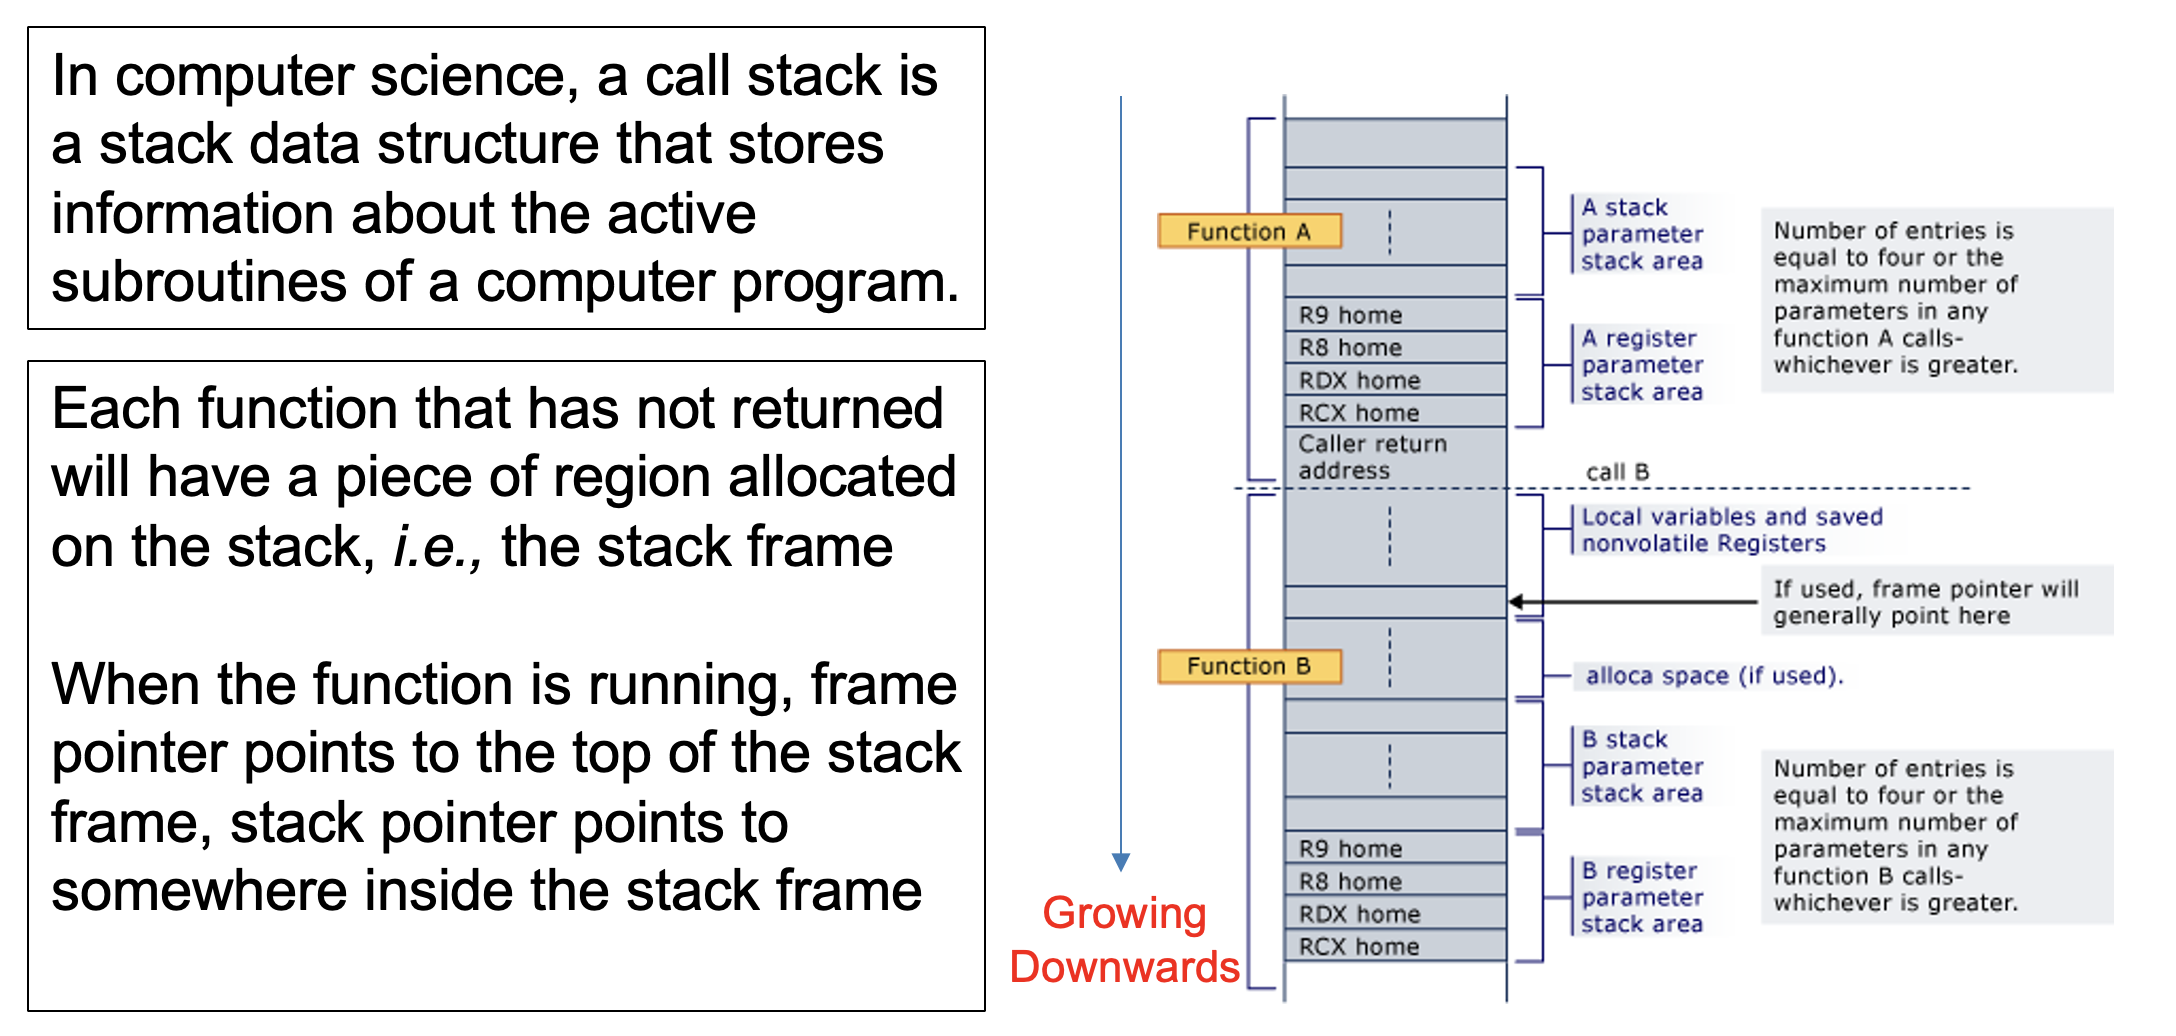 In computer science, a call stack is
a stack data structure that stores
information about the active
subroutines of a computer program.
Each function that has not returned
will have a piece of region allocated
on the stack, i.e., the stack frame
When the function is running, frame
pointer points to the top of the stack
frame, stack pointer points to
somewhere inside the stack frame
Growing
Downwards
Function A
R9 home
R8 home
RDX home
RCX home
Caller return
address
A stack
parameter
stack area
A register
parameter
stack area
Number of entries is
equal to four or the
maximum number of
parameters in any
function A calls-
whichever is greater.
call B
Function B
Local variables and saved
nonvolatile Registers
If used, frame pointer will
generally point here
alloca space (if used).
B stack
parameter
stack area
R9 home
R8 home
RDX home
RCX home
B register
parameter
stack area
Number of entries is
equal to four or the
maximum number of
parameters in any
function B calls-
whichever is greater.